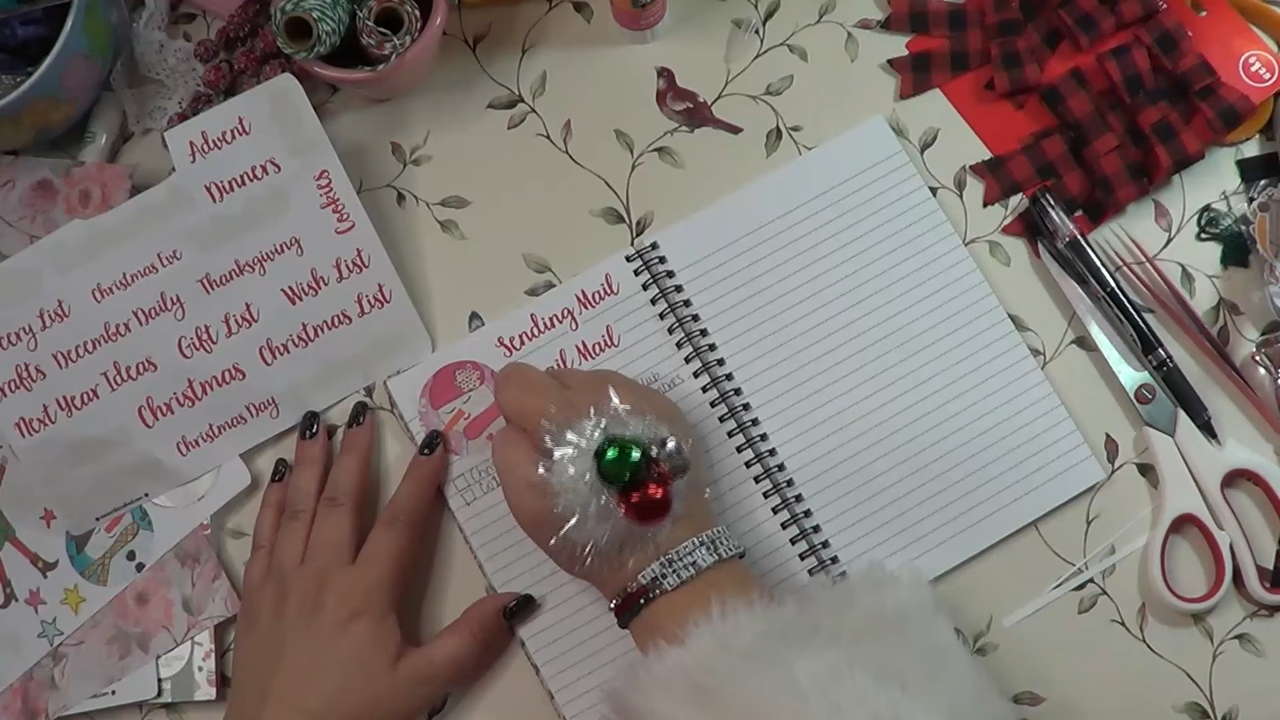 Advent
Dinners
Cookies
Christmas Eve
Thanksgiving
List
December Daily
Gift List
Wish List
Next Year Ideas
Christmas
Christmas List
Christmas Day
Sending Mail
Mail